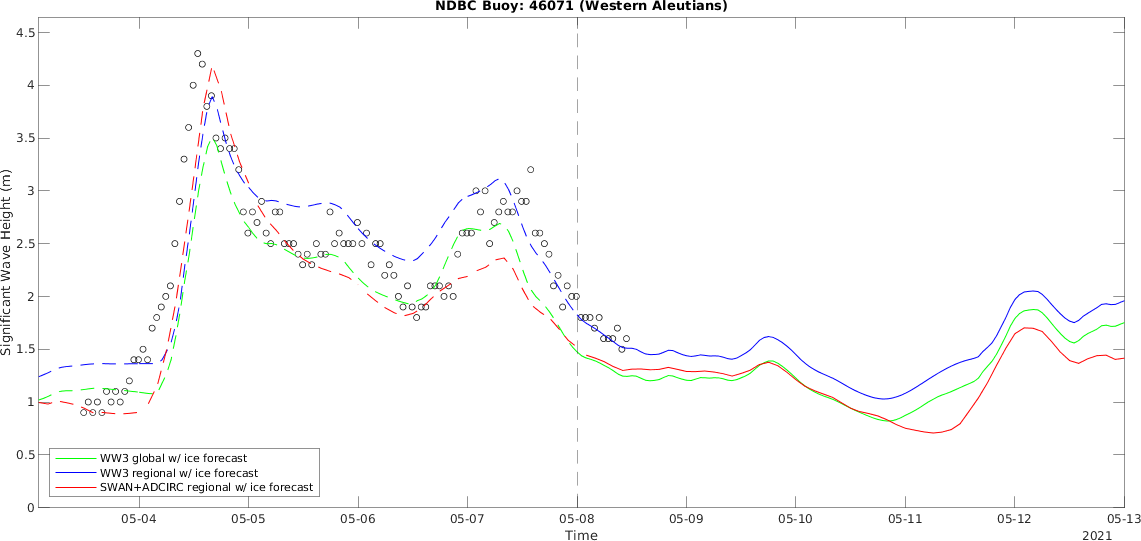 NDBC Buoy: 46071 (Western Aleutians)
Significant Wave Height (m)
4.5
4
3.5
3
2.5
2
1.5
1
0.5
0
WW3 global w/ ice forecast
WW3 regional w/ ice forecast
SWAN+ADCIRC regional w/ ice forecast
05-04 05-05 05-06 05-07 05-08 05-09 05-10 05-11 05-12 05-13
Time
2021